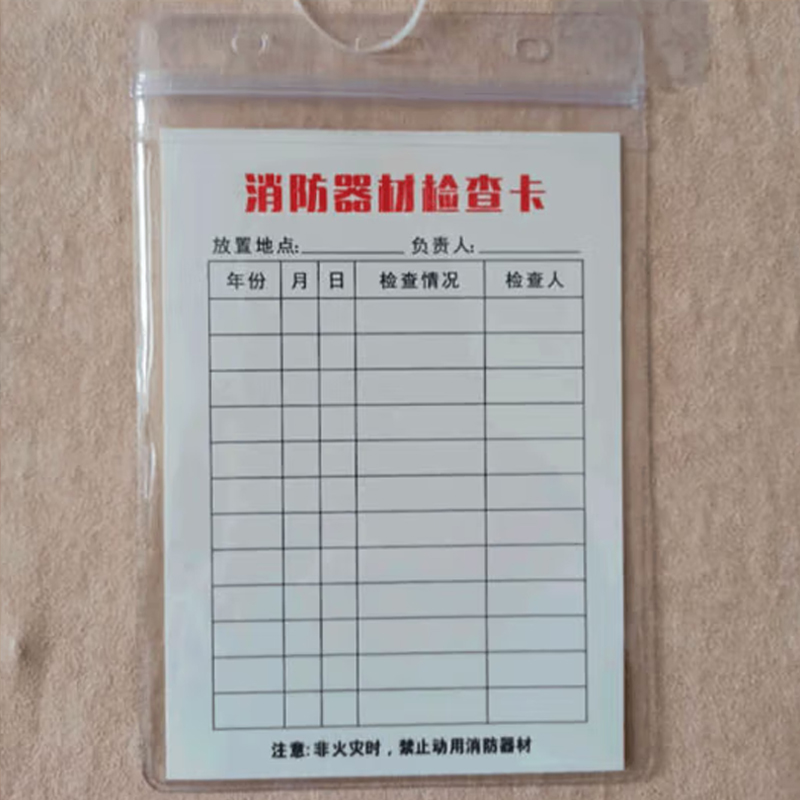 消防器材检查卡
放置地点:__________ 负责人:__________
年份 月 日 检查情况 检查人
注意:非火灾时,禁止动用消防器材